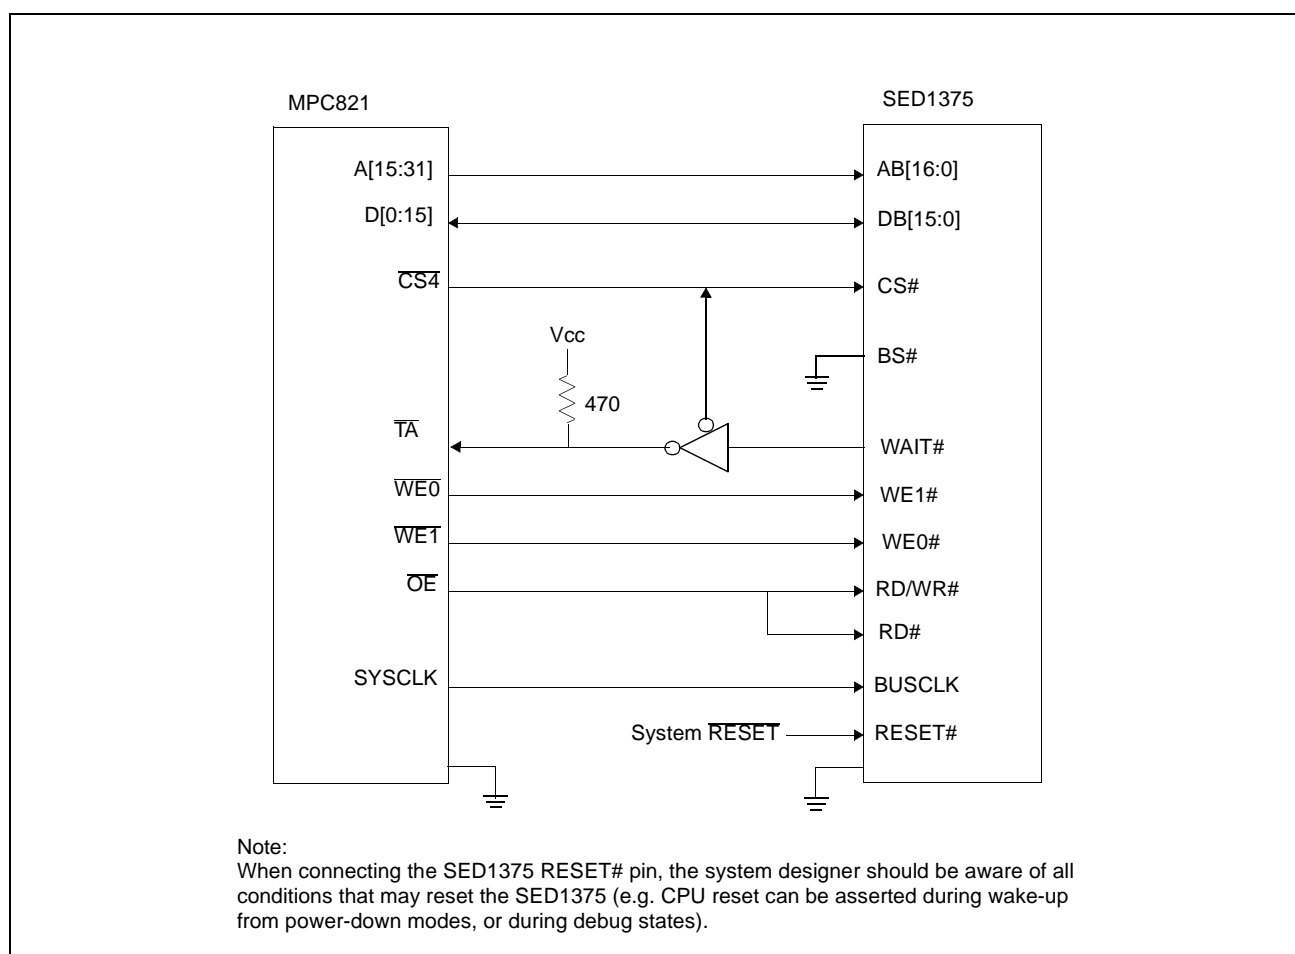 MPC821
SED1375
A[15:31]
AB[16:0]
D[0:15]
DB[15:0]
CS4
CS#
Vcc
BS#
470
TA
WAIT#
WE0
WE1#
WE1
WE0#
OE
RD/WR#
RD#
SYSCLK
BUSCLK
System RESET
RESET#
Note:
When connecting the SED1375 RESET# pin, the system designer should be aware of all
conditions that may reset the SED1375 (e.g. CPU reset can be asserted during wake-up
from power-down modes, or during debug states).